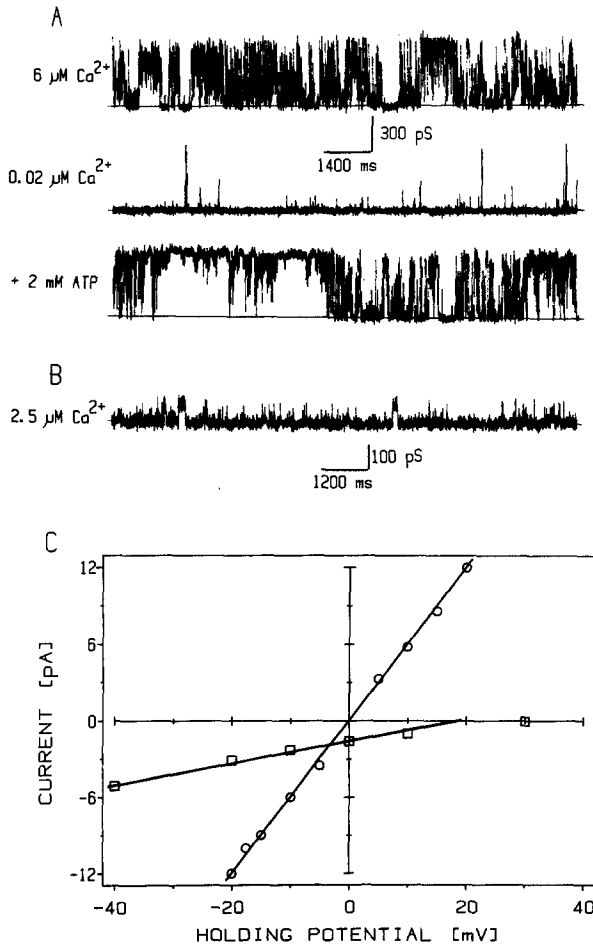 A
6 µM Ca2+
300 pS
1400 ms
0.02 µM Ca2+
+ 2 mM ATP
B
2.5 µM Ca2+
100 pS
1200 ms
C
12
6
0
-6
-12
CURRENT [pA]
-40 -20 0 20 40
HOLDING POTENTIAL [mV]